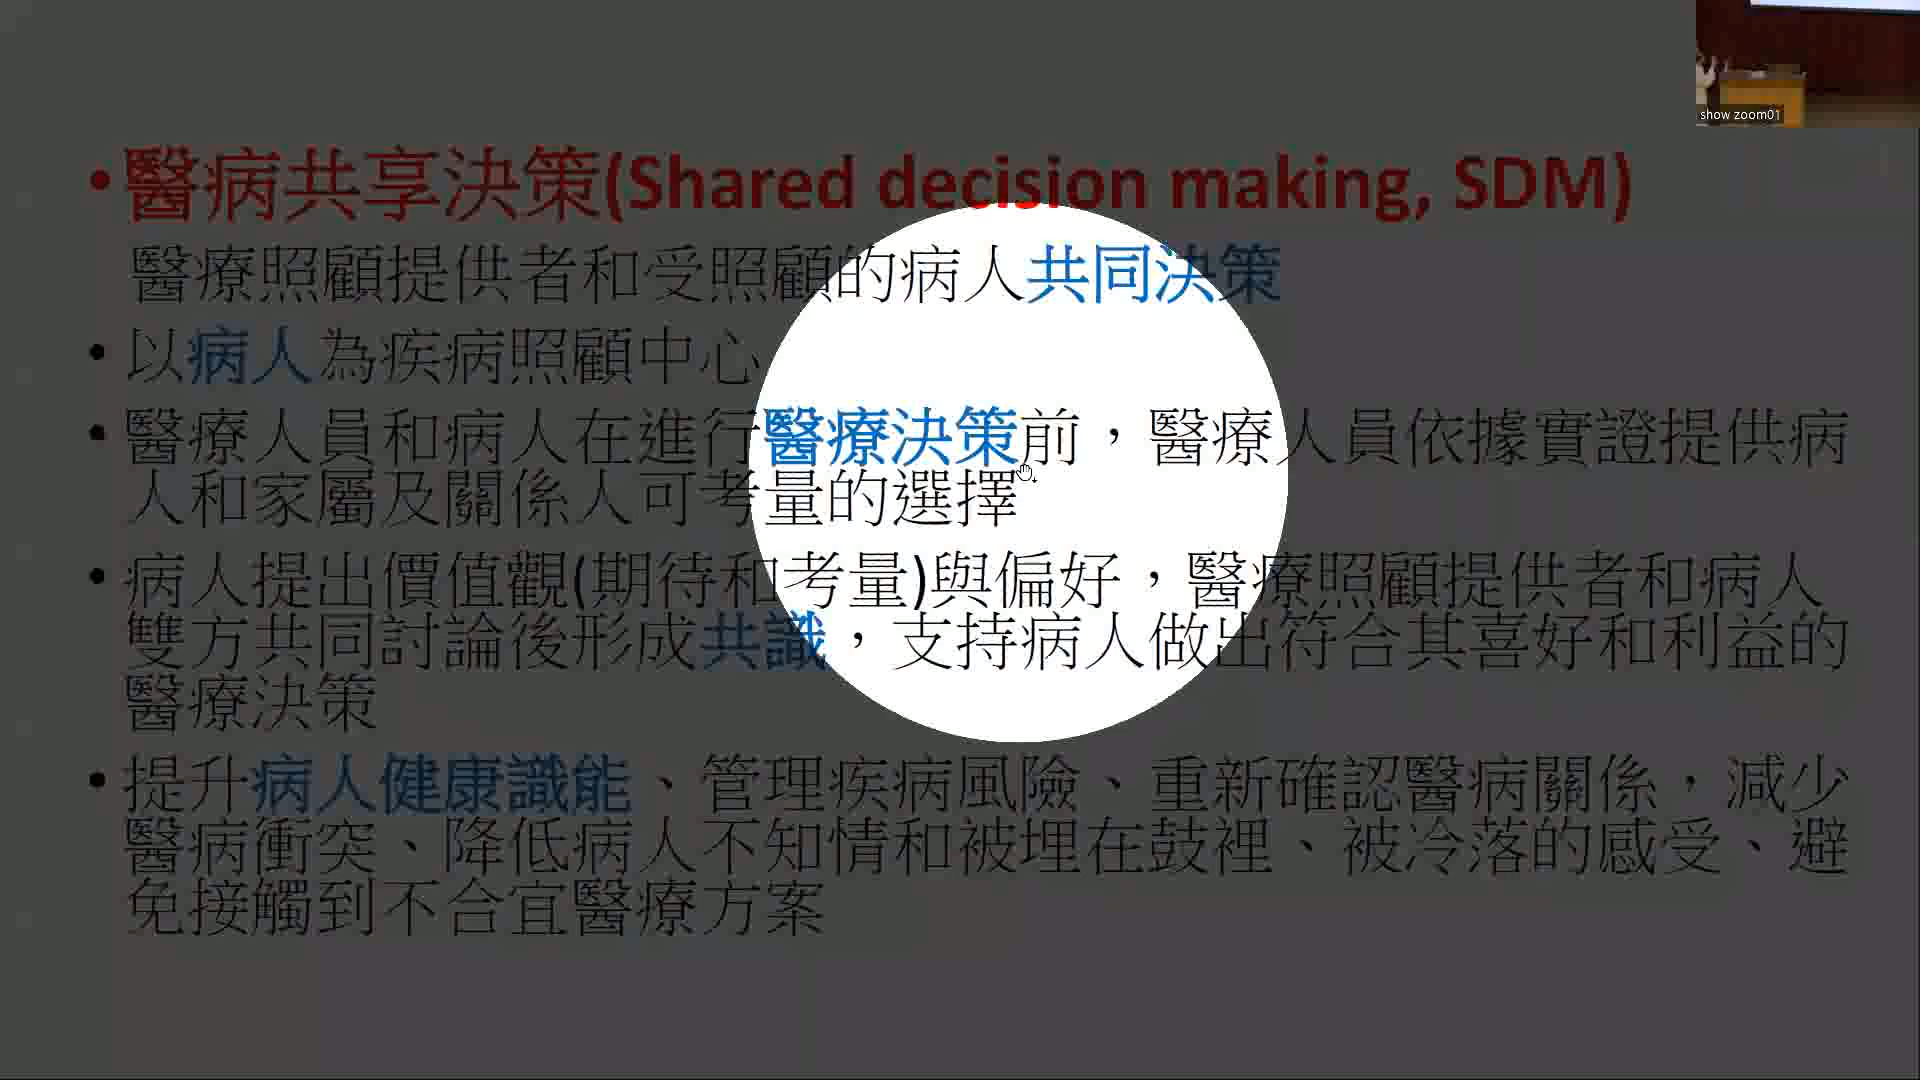 show zoom01
•醫病共享決策(Shared decision making, SDM)
醫療照顧提供者和受照顧的病人共同決策
•以病人為疾病照顧中心
•醫療人員和病人在進行醫療決策前，醫療人員依據實證提供病
人和家屬及關係人可考量的選擇
•病人提出價值觀(期待和考量)與偏好，醫療照顧提供者和病人
雙方共同討論後形成共識，支持病人做出符合其喜好和利益的
醫療決策
•提升病人健康識能、管理疾病風險、重新確認醫病關係，減少
醫病衝突、降低病人不知情和被埋在鼓裡、被冷落的感受、避
免接觸到不合宜醫療方案